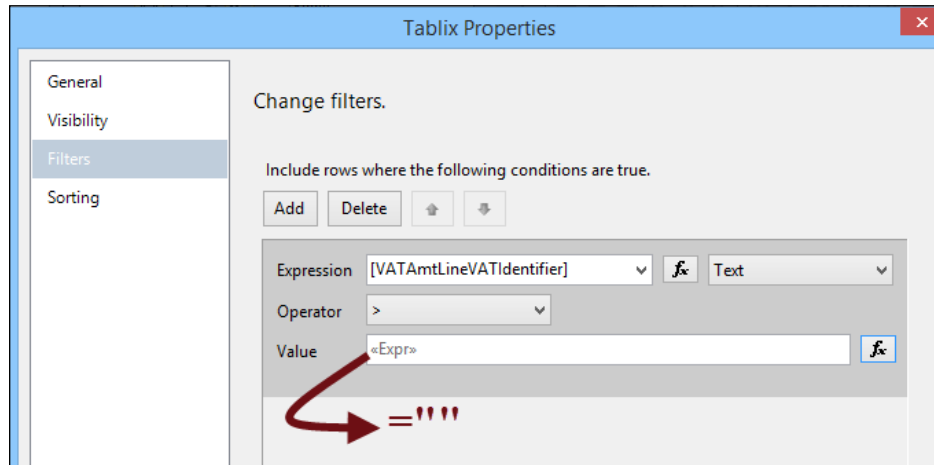 Tablix Properties
General
Visibility
Filters
Sorting
Change filters.
Include rows where the following conditions are true.
Add
Delete
Expression [VATAmtLineVATIdentifier] fx Text
Operator >
Value «Expr» fx
=""